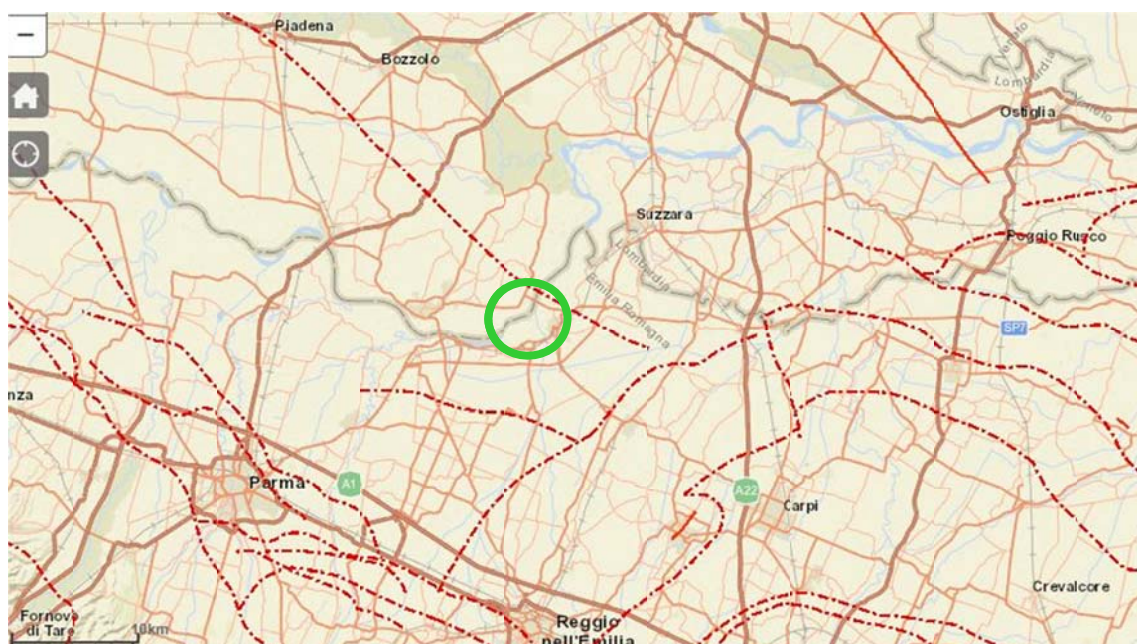 −
Piadena
Bozzolo
Veneto
Lombardia
Veneto
Ostiglia
Suzzara
Poggio Rusco
Lombardia
Emilia Romagna
SP7
nza
Parma
A1
A22
Carpi
Crevalcore
Fornovo
di Taro
10km
Reggio
nell'Emilia